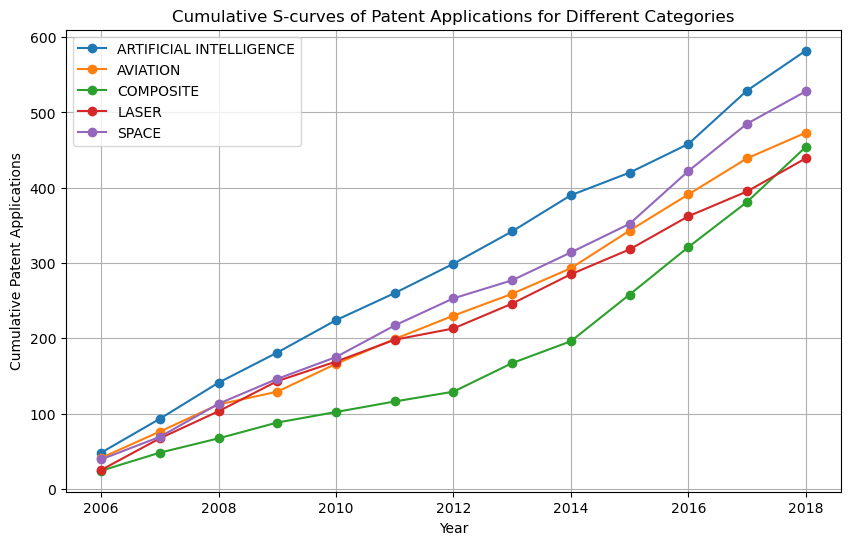 Cumulative S-curves of Patent Applications for Different Categories
ARTIFICIAL INTELLIGENCE
AVIATION
COMPOSITE
LASER
SPACE
Cumulative Patent Applications
600
500
400
300
200
100
0
2006 2008 2010 2012 2014 2016 2018
Year